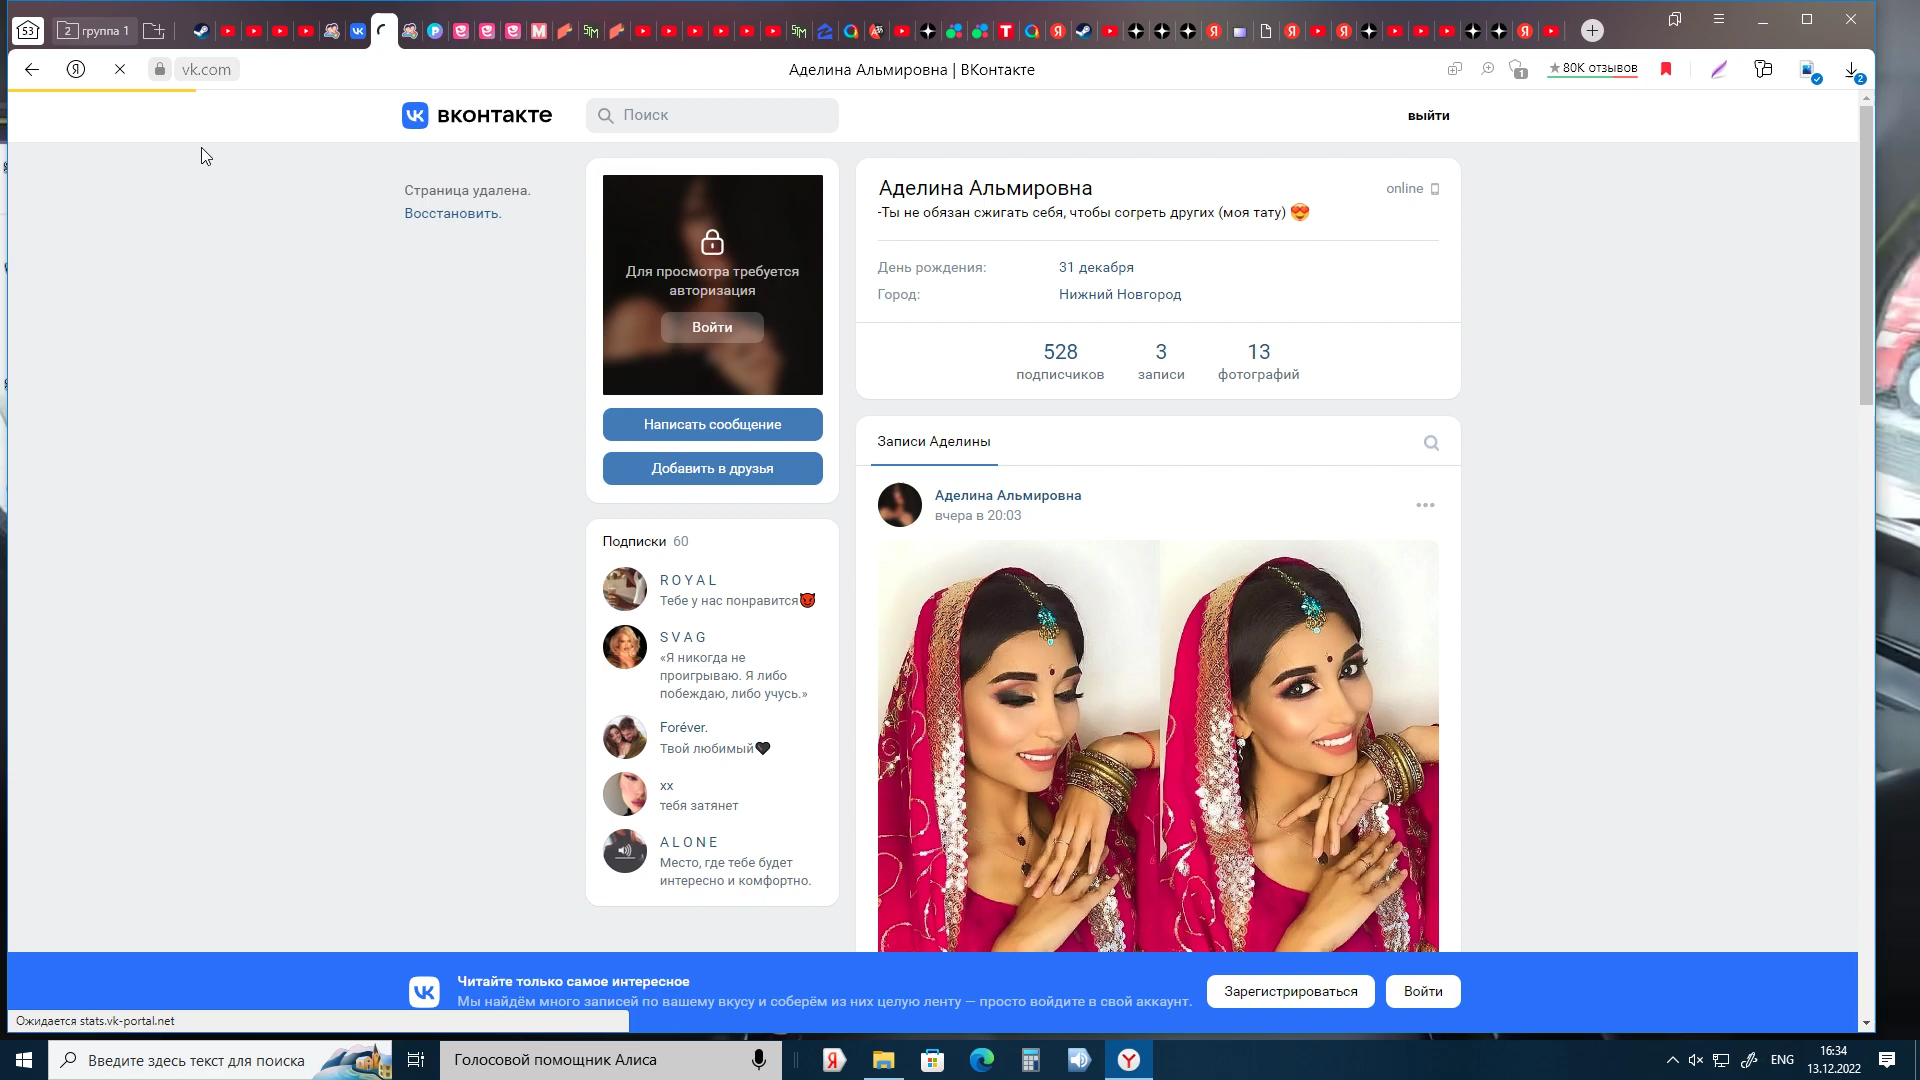 53
2 группа 1
vk.com
Аделина Альмировна | ВКонтакте
1
★ 80К отзывов
2
вконтакте
Поиск
выйти
Страница удалена.
Восстановить.
Для просмотра требуется
авторизация
Войти
Написать сообщение
Добавить в друзья
Подписки 60
R O Y A L
Тебе у нас понравится😈
S V A G
«Я никогда не
проигрываю. Я либо
побеждаю, либо учусь.»
Foréver.
Твой любимый🖤
xx
тебя затянет
A L O N E
Место, где тебе будет
интересно и комфортно.
Аделина Альмировна
online
-Ты не обязан сжигать себя, чтобы согреть других (моя тату) 😍
День рождения: 31 декабря
Город: Нижний Новгород
528 3 13
подписчиков записи фотографий
Записи Аделины
Аделина Альмировна
вчера в 20:03
Читайте только самое интересное
Мы найдём много записей по вашему вкусу и соберём из них целую ленту — просто войдите в свой аккаунт.
Зарегистрироваться
Войти
Ожидается stats.vk-portal.net
Введите здесь текст для поиска
Голосовой помощник Алиса
ENG
16:34
13.12.2022